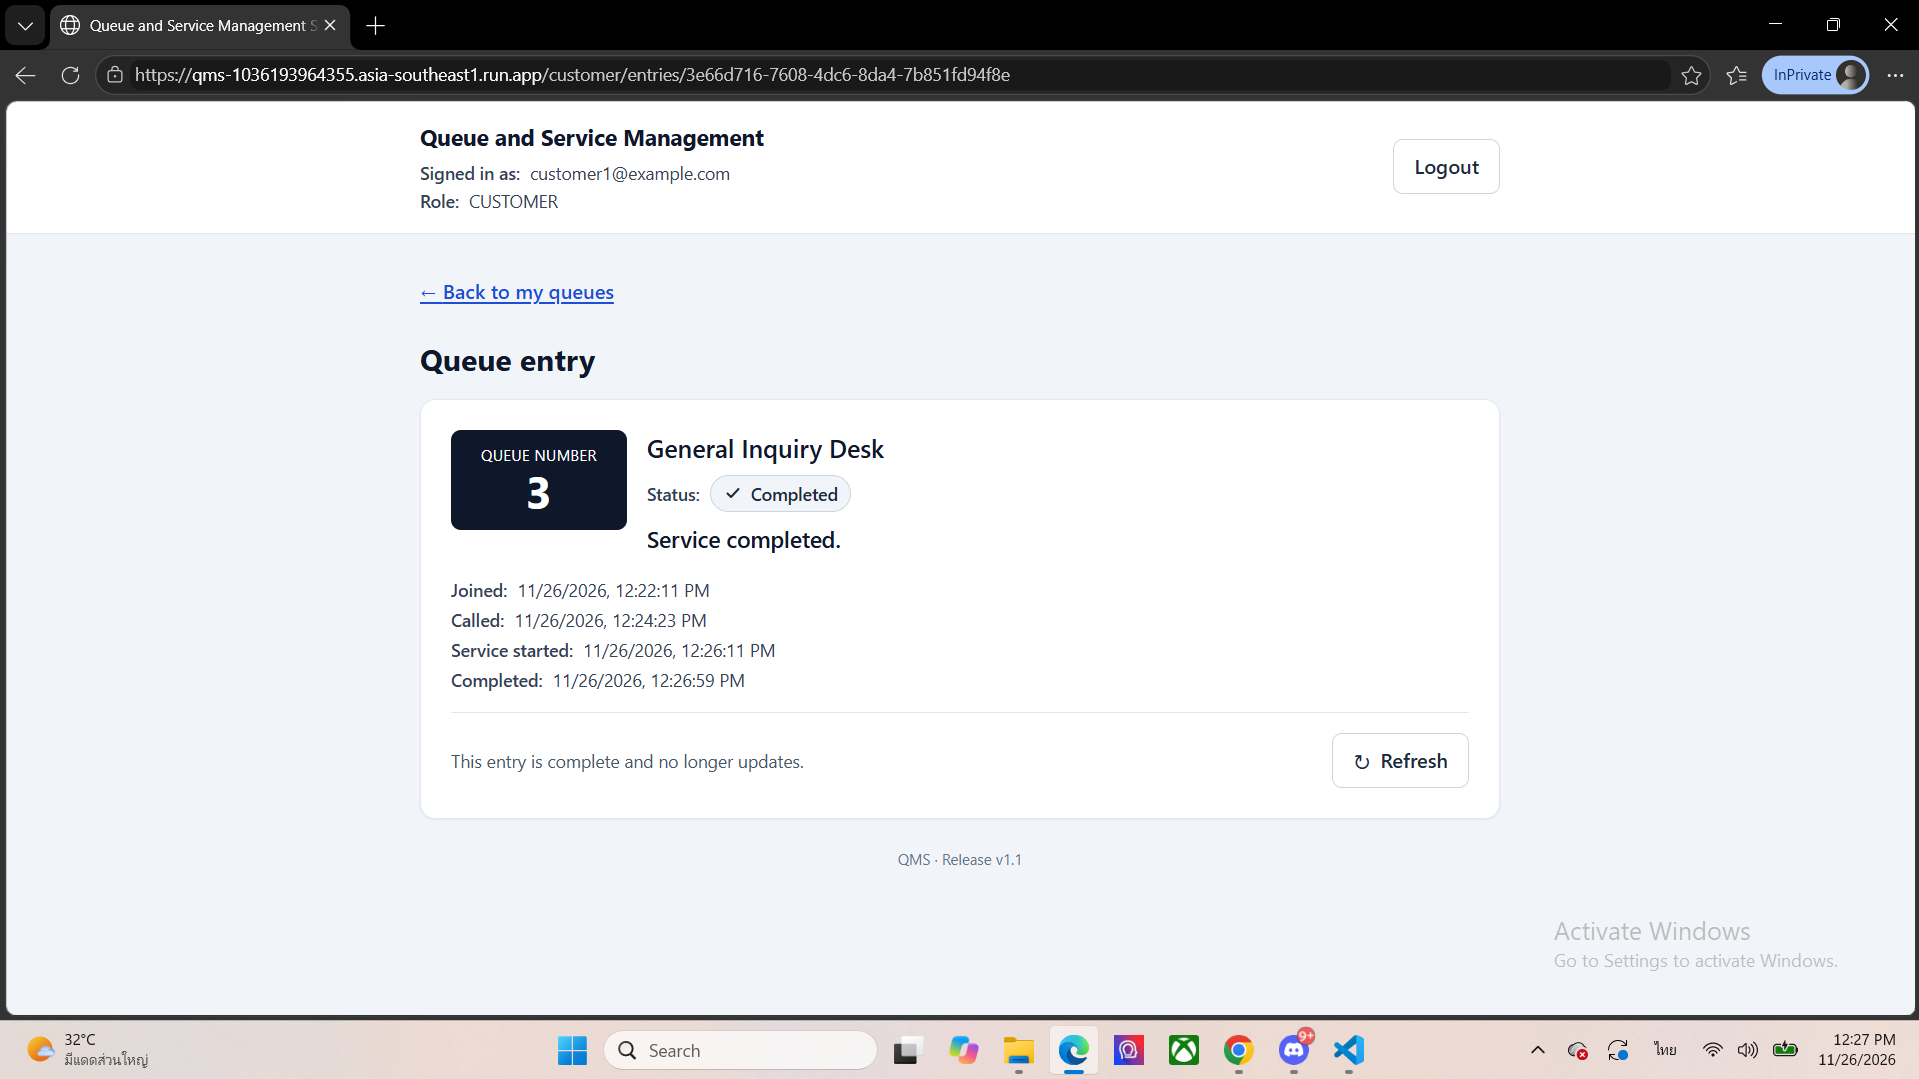 Queue and Service Management S
https://qms-1036193964355.asia-southeast1.run.app/customer/entries/3e66d716-7608-4dc6-8da4-7b851fd94f8e
InPrivate
Queue and Service Management
Signed in as: customer1@example.com
Role: CUSTOMER
Logout
← Back to my queues
Queue entry
QUEUE NUMBER
3
General Inquiry Desk
Status: ✓ Completed
Service completed.
Joined: 11/26/2026, 12:22:11 PM
Called: 11/26/2026, 12:24:23 PM
Service started: 11/26/2026, 12:26:11 PM
Completed: 11/26/2026, 12:26:59 PM
This entry is complete and no longer updates.
↻ Refresh
QMS · Release v1.1
Activate Windows
Go to Settings to activate Windows.
32°C
มีแดดส่วนใหญ่
Search
9+
ไทย
12:27 PM
11/26/2026